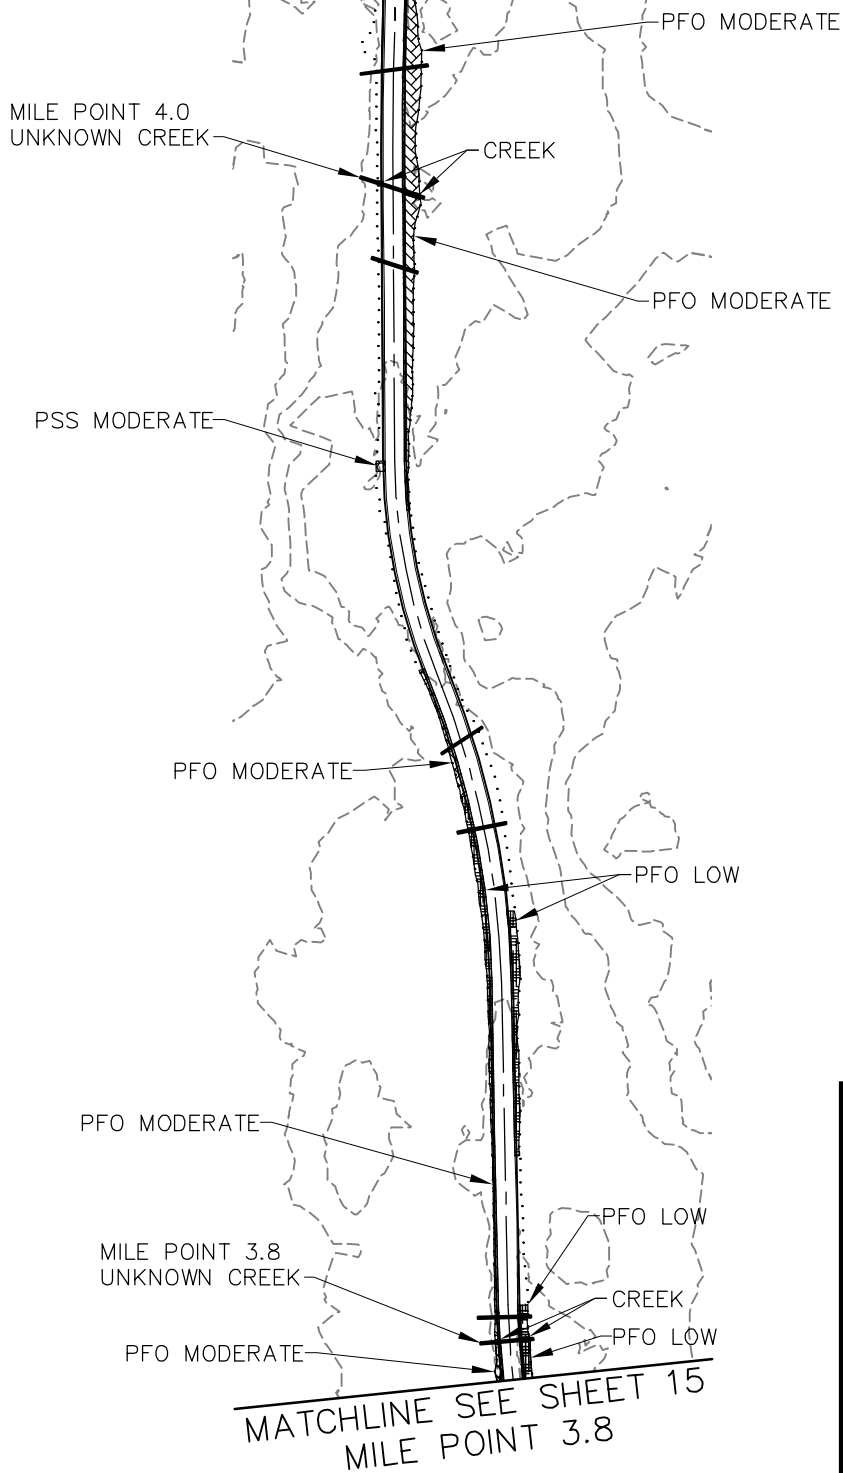 PFO MODERATE
MILE POINT 4.0
UNKNOWN CREEK
CREEK
PFO MODERATE
PSS MODERATE
PFO MODERATE
PFO LOW
PFO MODERATE
PFO LOW
MILE POINT 3.8
UNKNOWN CREEK
CREEK
PFO LOW
PFO MODERATE
MATCHLINE SEE SHEET 15
MILE POINT 3.8